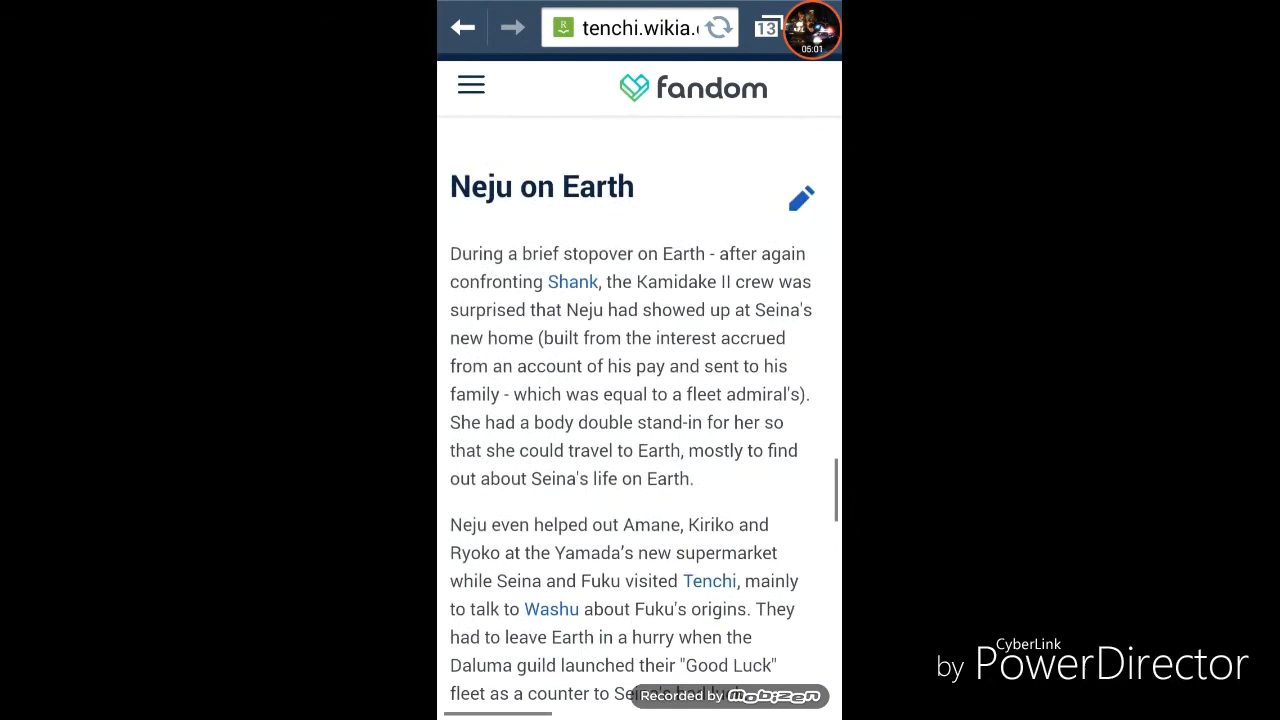 tenchi.wikia.
13
05:01
fandom
Neju on Earth
During a brief stopover on Earth - after again
confronting Shank, the Kamidake II crew was
surprised that Neju had showed up at Seina's
new home (built from the interest accrued
from an account of his pay and sent to his
family - which was equal to a fleet admiral's).
She had a body double stand-in for her so
that she could travel to Earth, mostly to find
out about Seina's life on Earth.
Neju even helped out Amane, Kiriko and
Ryoko at the Yamada’s new supermarket
while Seina and Fuku visited Tenchi, mainly
to talk to Washu about Fuku's origins. They
had to leave Earth in a hurry when the
Daluma guild launched their "Good Luck"
fleet as a counter to
Recorded by mobizen
CyberLink
by PowerDirector